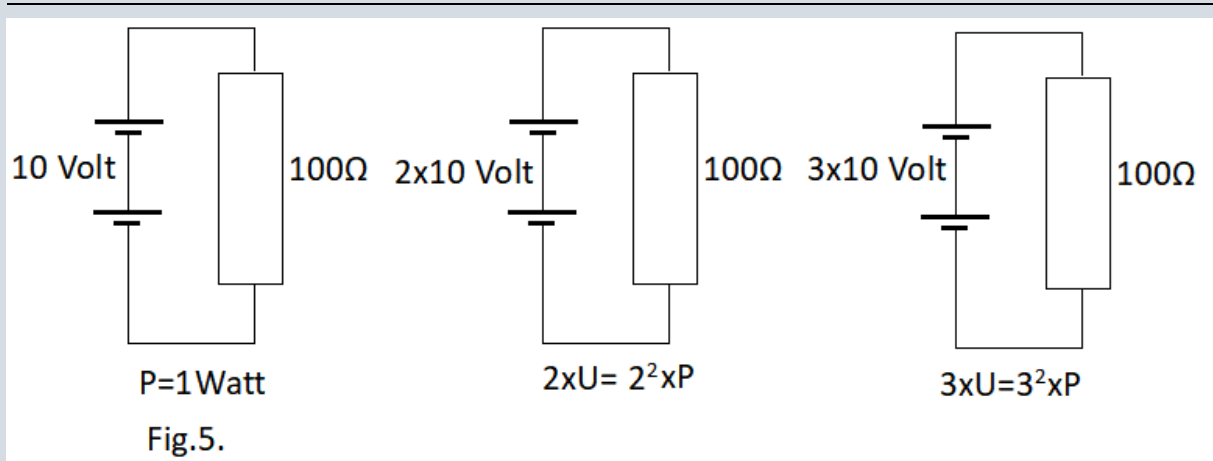 10 Volt
100Ω
2x10 Volt
100Ω
3x10 Volt
100Ω
P=1Watt
2xU= 2²xP
3xU=3²xP
Fig.5.